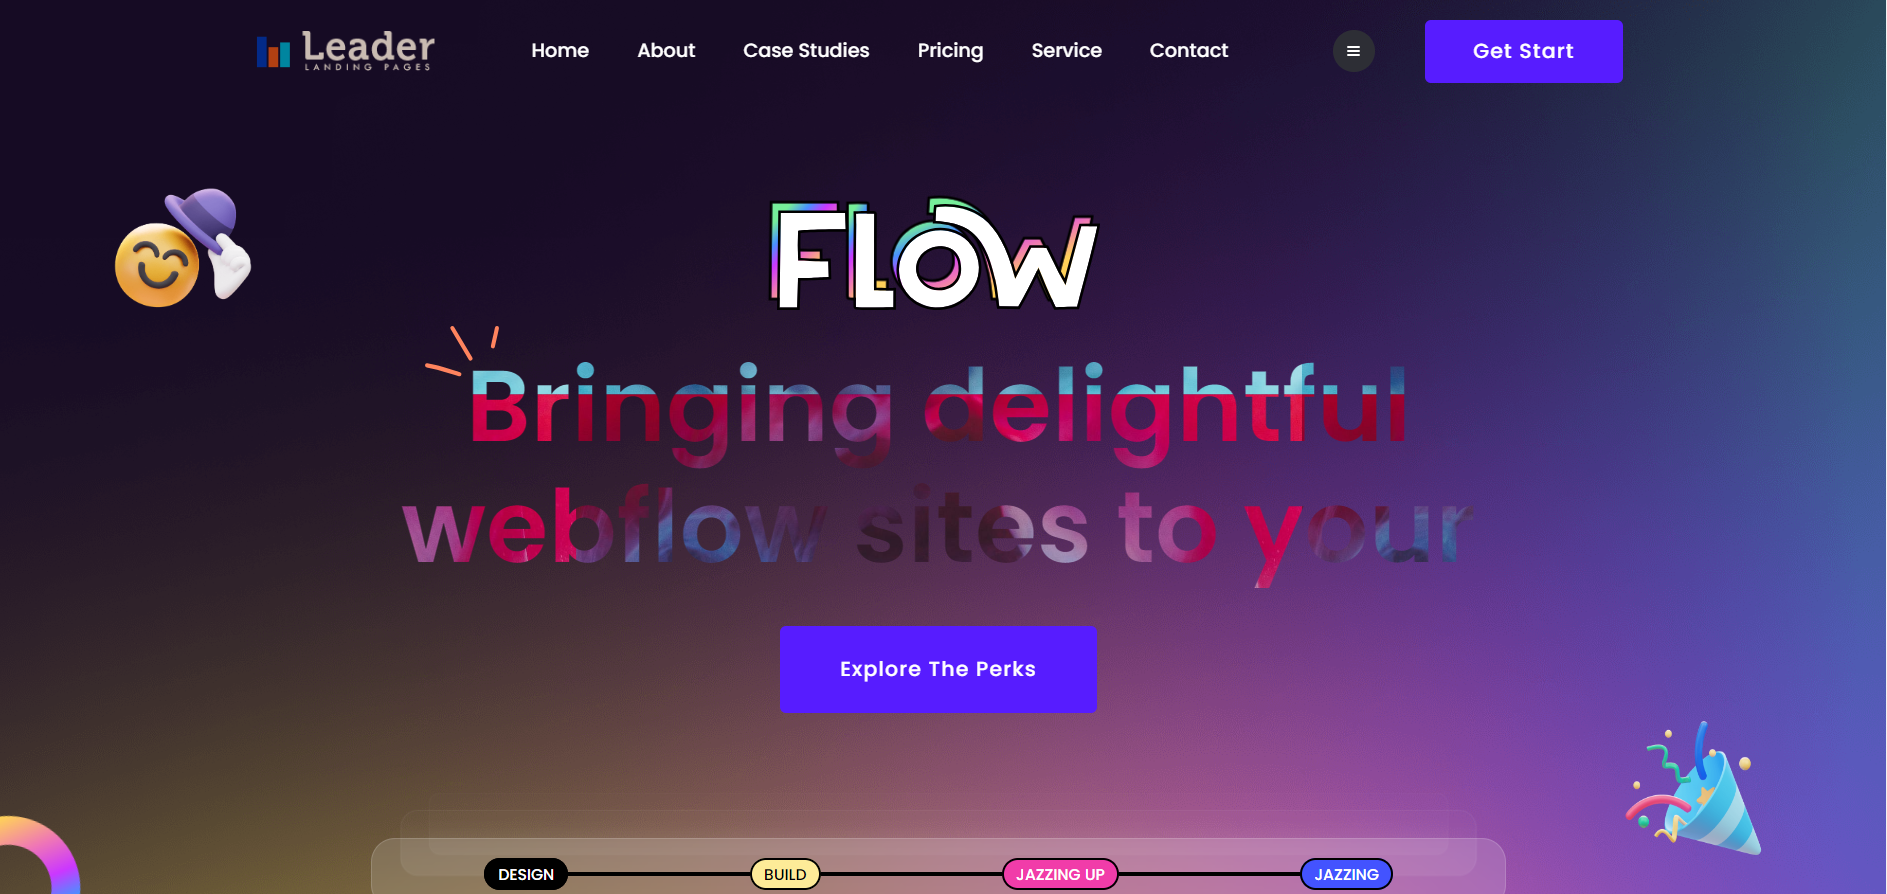 Leader
LANDING PAGES
Home About Case Studies Pricing Service Contact
Get Start
FLOW
Bringing delightful
webflow sites to your
Explore The Perks
DESIGN BUILD JAZZING UP JAZZING